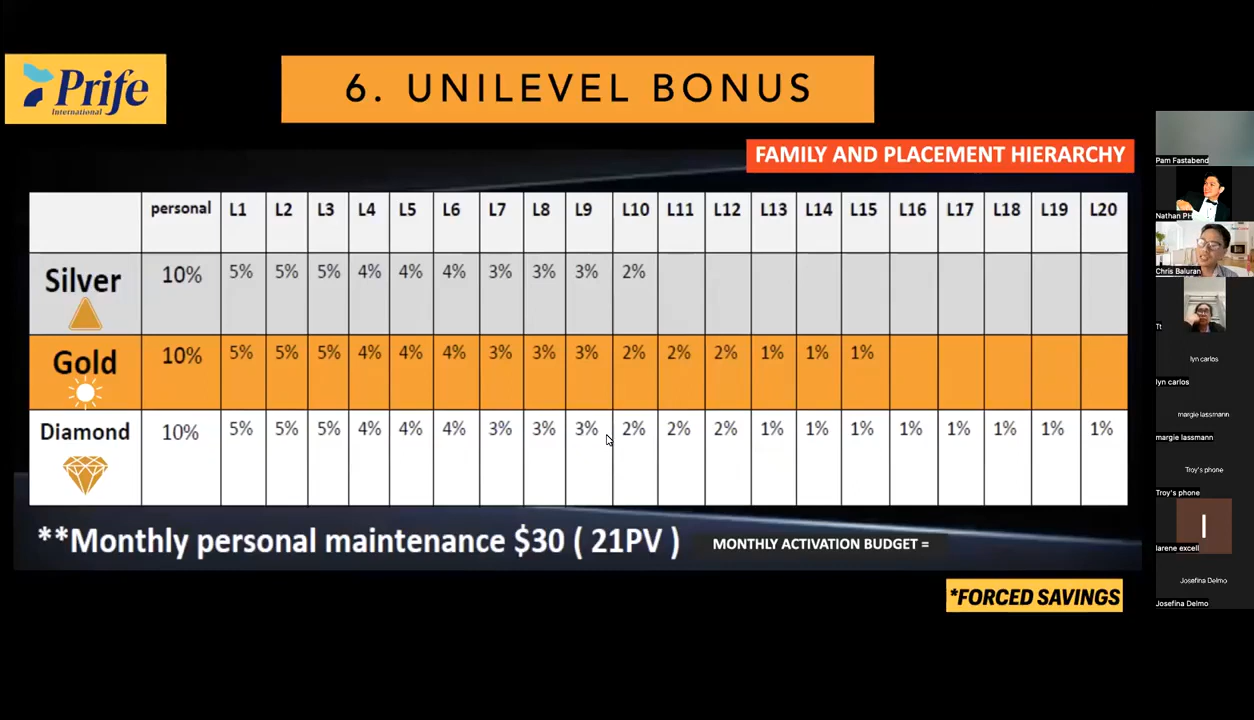 Prife
International
6. UNILEVEL BONUS
FAMILY AND PLACEMENT HIERARCHY
personal L1 L2 L3 L4 L5 L6 L7 L8 L9 L10 L11 L12 L13 L14 L15 L16 L17 L18 L19 L20
Silver 10% 5% 5% 5% 4% 4% 4% 3% 3% 3% 2%
Gold 10% 5% 5% 5% 4% 4% 4% 3% 3% 3% 2% 2% 2% 1% 1% 1%
Diamond 10% 5% 5% 5% 4% 4% 4% 3% 3% 3% 2% 2% 2% 1% 1% 1% 1% 1% 1% 1% 1%
**Monthly personal maintenance $30 ( 21PV )
MONTHLY ACTIVATION BUDGET =
*FORCED SAVINGS
Pam Fastabend
Nathan PH
Chris Baluran
Tt
lyn carlos
lyn carlos
margie lassmann
margie lassmann
Troy's phone
Troy's phone
I
larene excell
Josefina Delmo
Josefina Delmo